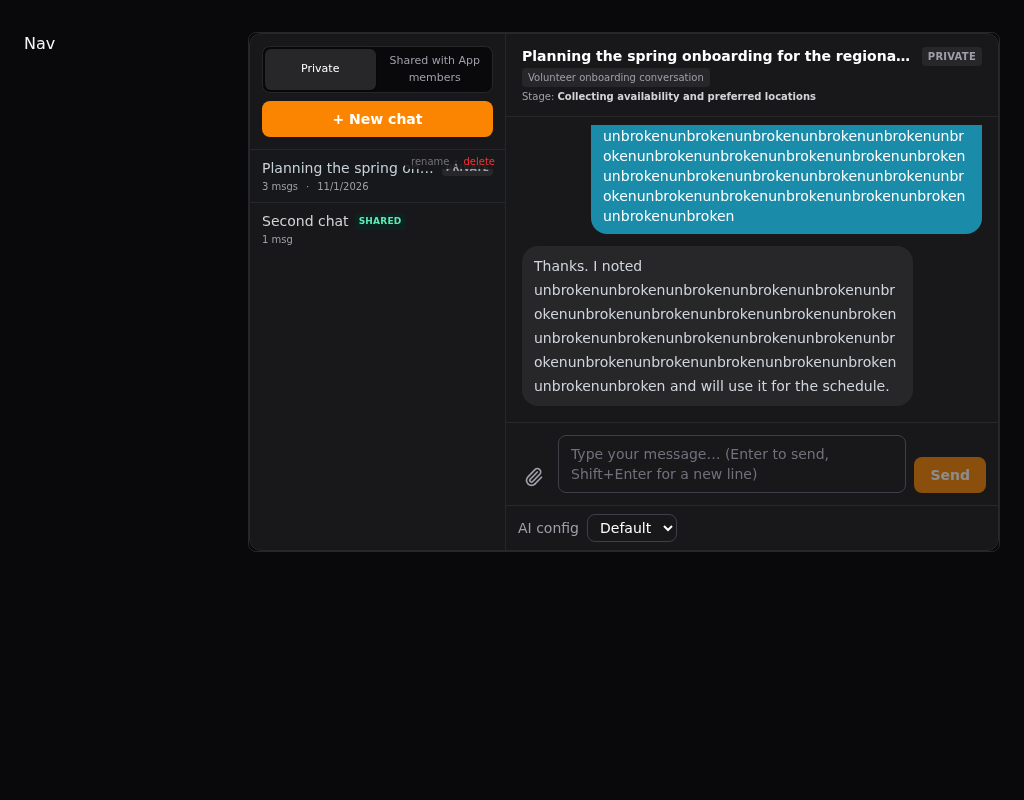 Nav
Private
Shared with App
members
+ New chat
Planning the spring on... PRIVATE
rename · delete
3 msgs · 11/1/2026
Second chat SHARED
1 msg
Planning the spring onboarding for the regiona... PRIVATE
Volunteer onboarding conversation
Stage: Collecting availability and preferred locations
unbrokenunbrokenunbrokenunbrokenunbrokenunbr
okenunbrokenunbrokenunbrokenunbrokenunbroken
unbrokenunbrokenunbrokenunbrokenunbrokenunbr
okenunbrokenunbrokenunbrokenunbrokenunbroken
unbrokenunbroken
Thanks. I noted
unbrokenunbrokenunbrokenunbrokenunbrokenunbr
okenunbrokenunbrokenunbrokenunbrokenunbroken
unbrokenunbrokenunbrokenunbrokenunbrokenunbr
okenunbrokenunbrokenunbrokenunbrokenunbroken
unbrokenunbroken and will use it for the schedule.
Type your message... (Enter to send,
Shift+Enter for a new line)
Send
AI config Default